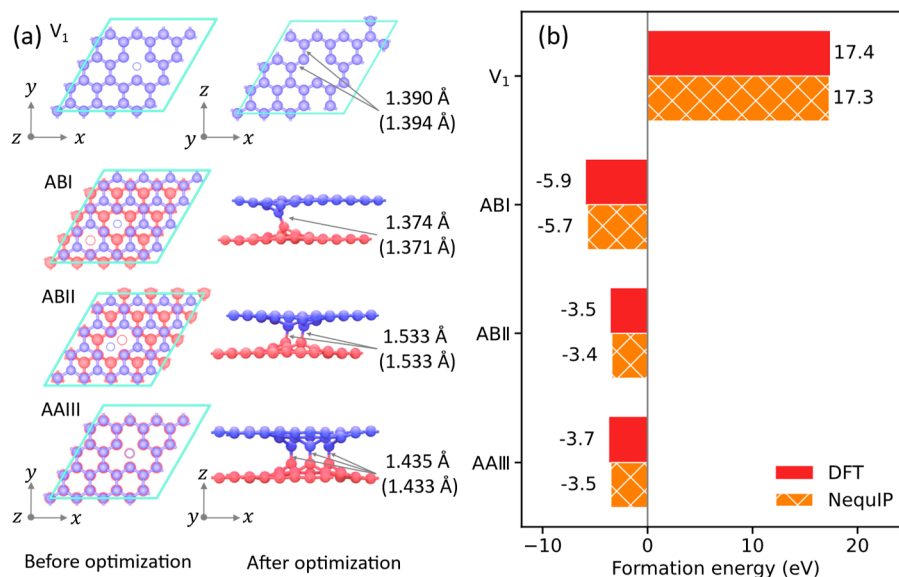 (a)
V1
y
z
x
z
y
x
1.390 Å
(1.394 Å)
ABI
1.374 Å
(1.371 Å)
ABII
1.533 Å
(1.533 Å)
AAIII
1.435 Å
(1.433 Å)
y
z
x
z
y
x
Before optimization
After optimization
(b)
V1
17.4
17.3
ABI
-5.9
-5.7
ABII
-3.5
-3.4
AAIII
-3.7
-3.5
DFT
NequIP
−10
0
10
20
Formation energy (eV)